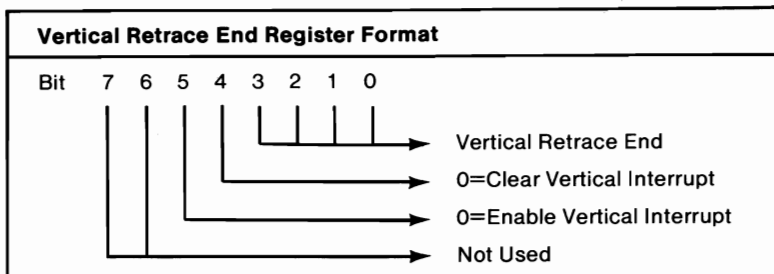 Vertical Retrace End Register Format
Bit 7 6 5 4 3 2 1 0
Vertical Retrace End
0=Clear Vertical Interrupt
0=Enable Vertical Interrupt
Not Used